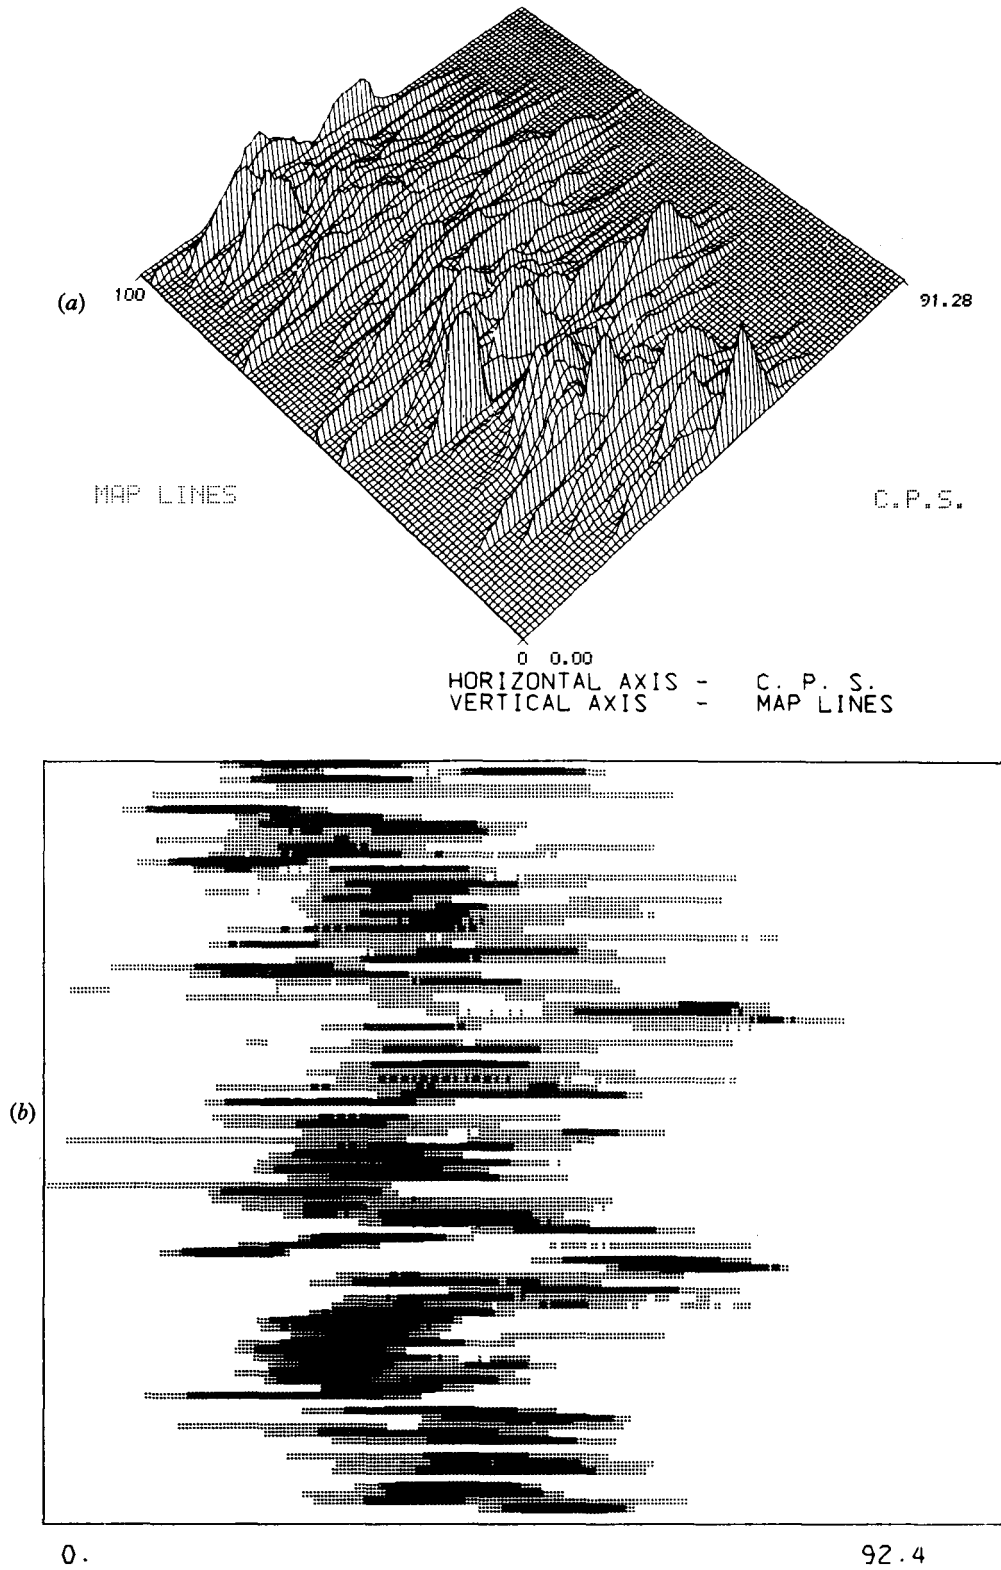 (a)
100
91.28
MAP LINES
C.P.S.
0 0.00
HORIZONTAL AXIS - C. P. S.
VERTICAL AXIS - MAP LINES
(b)
0.
92.4